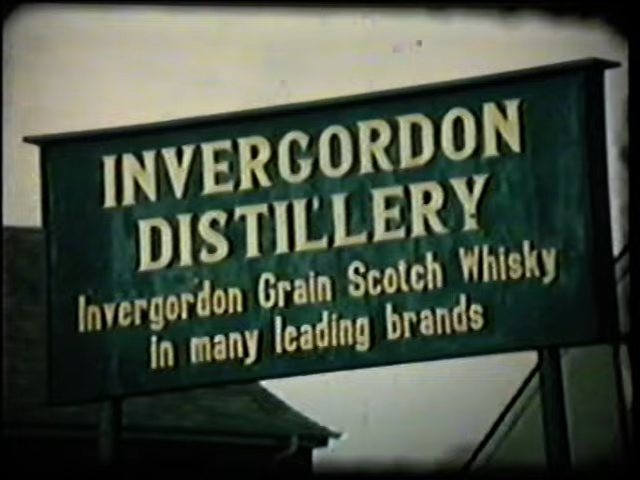 INVERGORDON
DISTILLERY
Invergordon Grain Scotch Whisky
in many leading brands